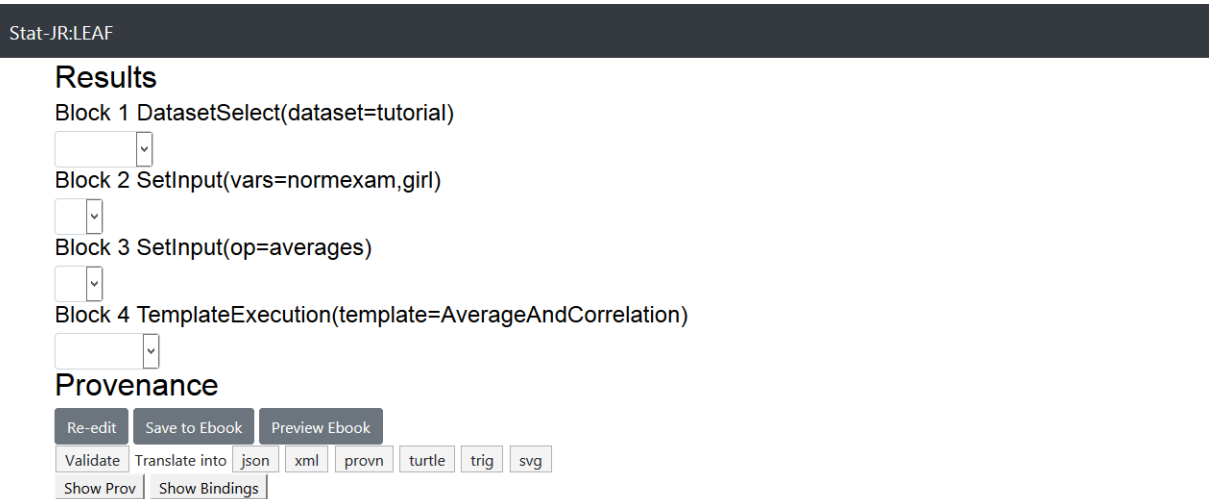 Stat-JR:LEAF
Results
Block 1 DatasetSelect(dataset=tutorial)
Block 2 SetInput(vars=normexam,girl)
Block 3 SetInput(op=averages)
Block 4 TemplateExecution(template=AverageAndCorrelation)
Provenance
Re-edit Save to Ebook Preview Ebook
Validate Translate into json xml provn turtle trig svg
Show Prov Show Bindings